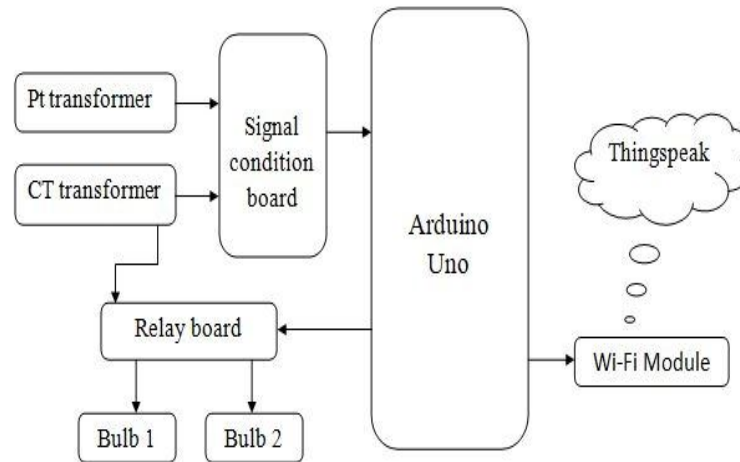 Pt transformer
CT transformer
Signal
condition
board
Arduino
Uno
Thingspeak
Relay board
Wi-Fi Module
Bulb 1
Bulb 2